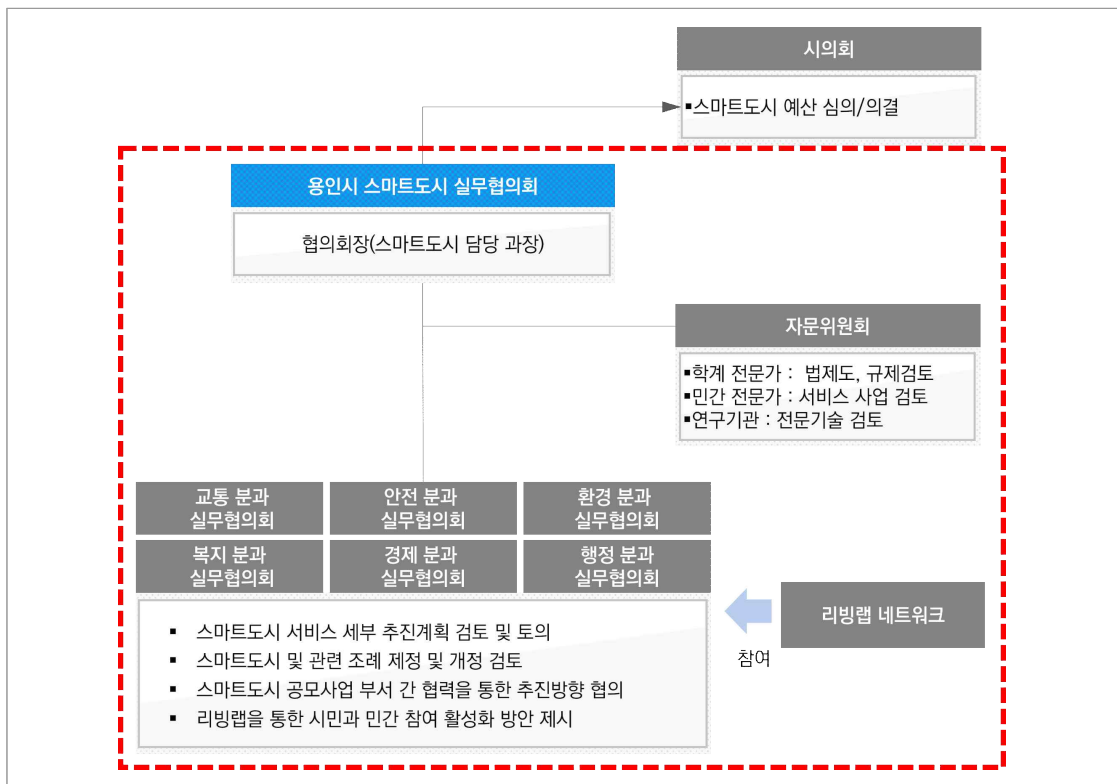 시의회
▪스마트도시 예산 심의/의결
용인시 스마트도시 실무협의회
협의회장(스마트도시 담당 과장)
자문위원회
▪학계 전문가 : 법제도, 규제검토
▪민간 전문가 : 서비스 사업 검토
▪연구기관 : 전문기술 검토
교통 분과
실무협의회
안전 분과
실무협의회
환경 분과
실무협의회
복지 분과
실무협의회
경제 분과
실무협의회
행정 분과
실무협의회
▪ 스마트도시 서비스 세부 추진계획 검토 및 토의
▪ 스마트도시 및 관련 조례 제정 및 개정 검토
▪ 스마트도시 공모사업 부서 간 협력을 통한 추진방향 협의
▪ 리빙랩을 통한 시민과 민간 참여 활성화 방안 제시
참여
리빙랩 네트워크